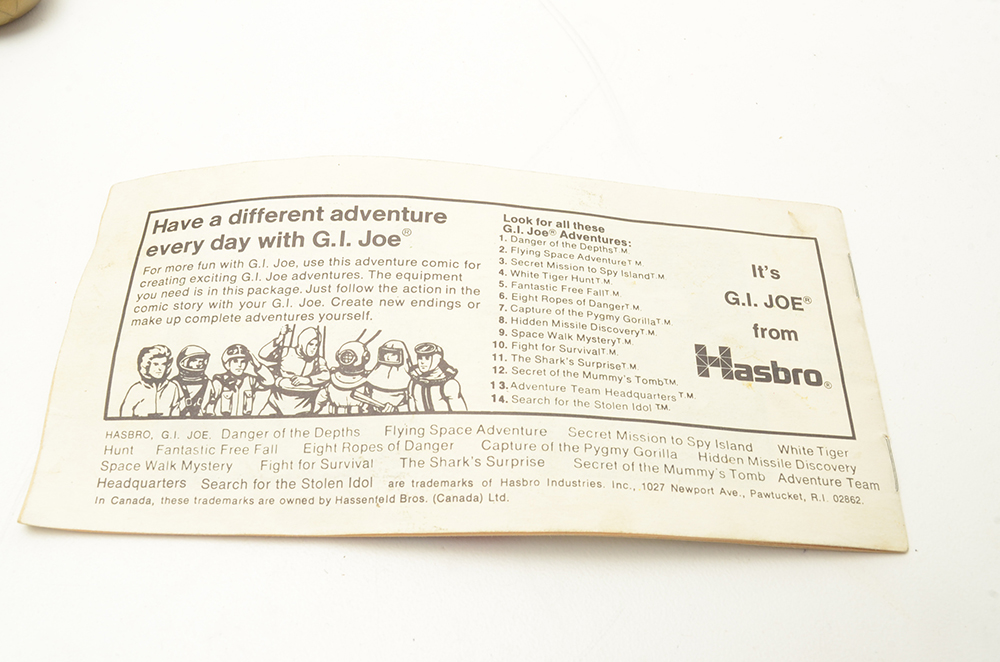 Have a different adventure
every day with G.I. Joe®
For more fun with G.I. Joe, use this adventure comic for
creating exciting G.I. Joe adventures. The equipment
you need is in this package. Just follow the action in the
comic story with your G.I. Joe. Create new endings or
make up complete adventures yourself.
Look for all these
G.I. Joe® Adventures:
1. Danger of the DepthsT.M.
2. Flying Space AdventureT.M.
3. Secret Mission to Spy IslandT.M.
4. White Tiger HuntT.M.
5. Fantastic Free FallT.M.
6. Eight Ropes of DangerT.M.
7. Capture of the Pygmy GorillaT.M.
8. Hidden Missile DiscoveryT.M.
9. Space Walk MysteryT.M.
10. Fight for SurvivalT.M.
11. The Shark's SurpriseT.M.
12. Secret of the Mummy's TombT.M.
13. Adventure Team Headquarters T.M.
14. Search for the Stolen Idol T.M.
It's
G.I. JOE®
from
Hasbro®
HASBRO, G.I. JOE. Danger of the Depths Flying Space Adventure Secret Mission to Spy Island White Tiger
Hunt Fantastic Free Fall Eight Ropes of Danger Capture of the Pygmy Gorilla Hidden Missile Discovery
Space Walk Mystery Fight for Survival The Shark's Surprise Secret of the Mummy's Tomb Adventure Team
Headquarters Search for the Stolen Idol are trademarks of Hasbro Industries. Inc., 1027 Newport Ave., Pawtucket, R.I. 02862.
In Canada, these trademarks are owned by Hassenfeld Bros. (Canada) Ltd.